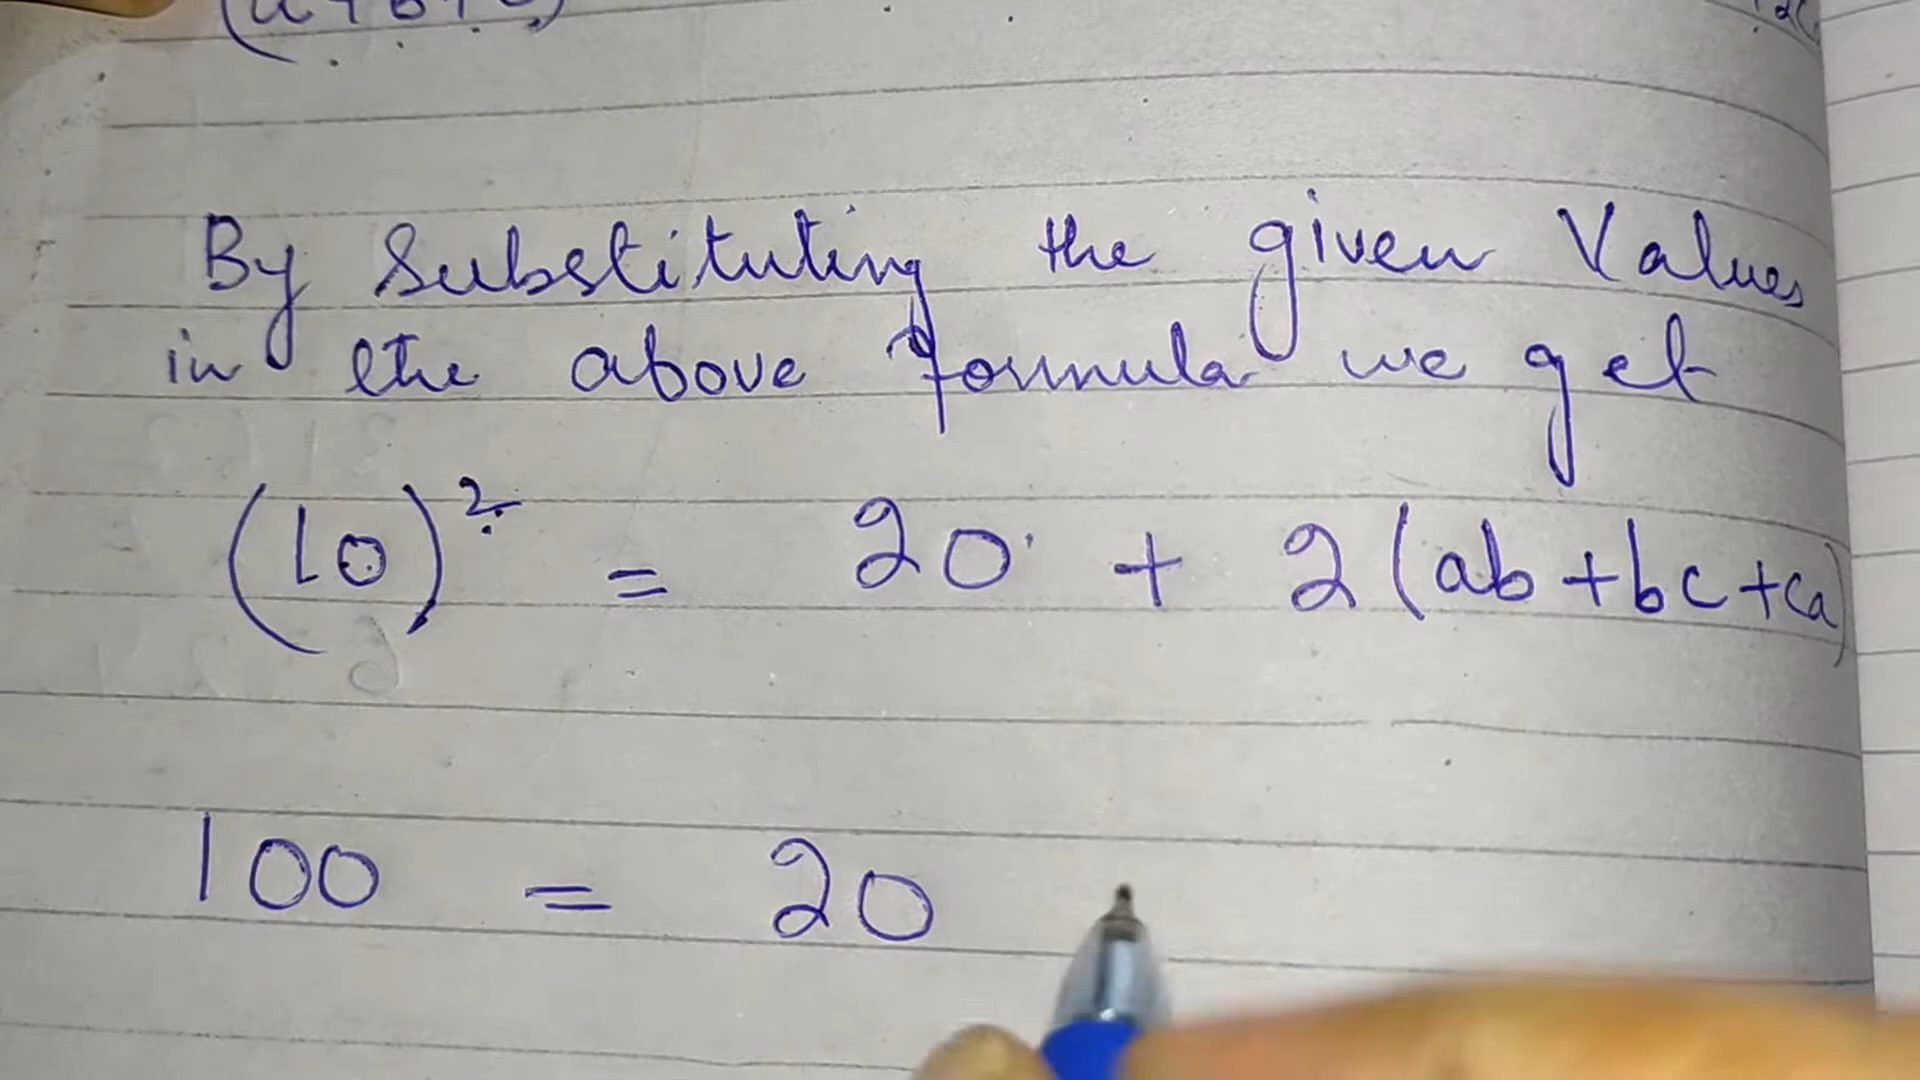 (a+b+c)
By Substituting the given Values
in the above formula we get
(10)² = 20 + 2(ab+bc+ca)
100 = 20